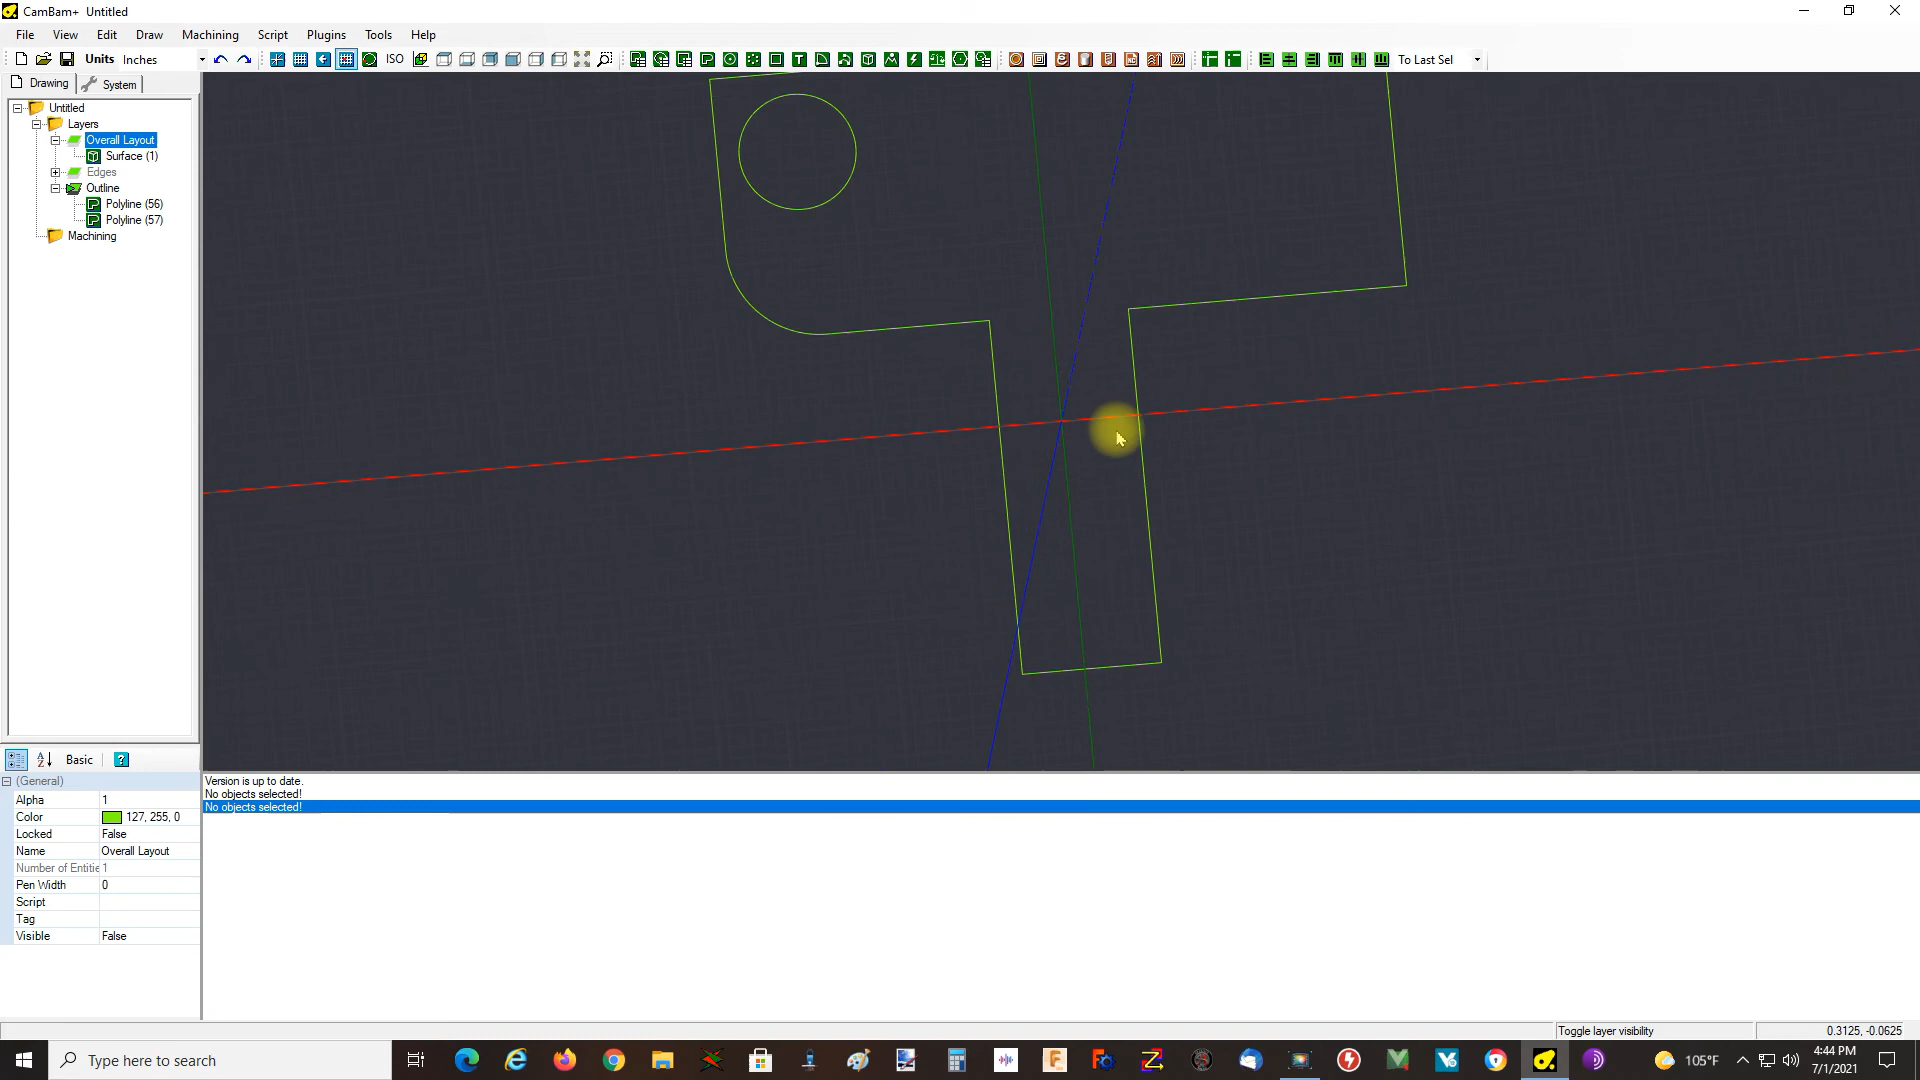 CamBam+ Untitled
File View Edit Draw Machining Script Plugins Tools Help
Units Inches ISO To Last Sel
Drawing System
Untitled
Layers
Overall Layout
Surface (1)
Edges
Outline
Polyline (56)
Polyline (57)
Machining
Basic
(General)
Alpha 1
Color 127, 255, 0
Locked False
Name Overall Layout
Number of Entitie 1
Pen Width 0
Script
Tag
Visible False
Version is up to date.
No objects selected!
No objects selected!
Toggle layer visibility 0.3125, -0.0625
Type here to search
105°F 4:44 PM
7/1/2021